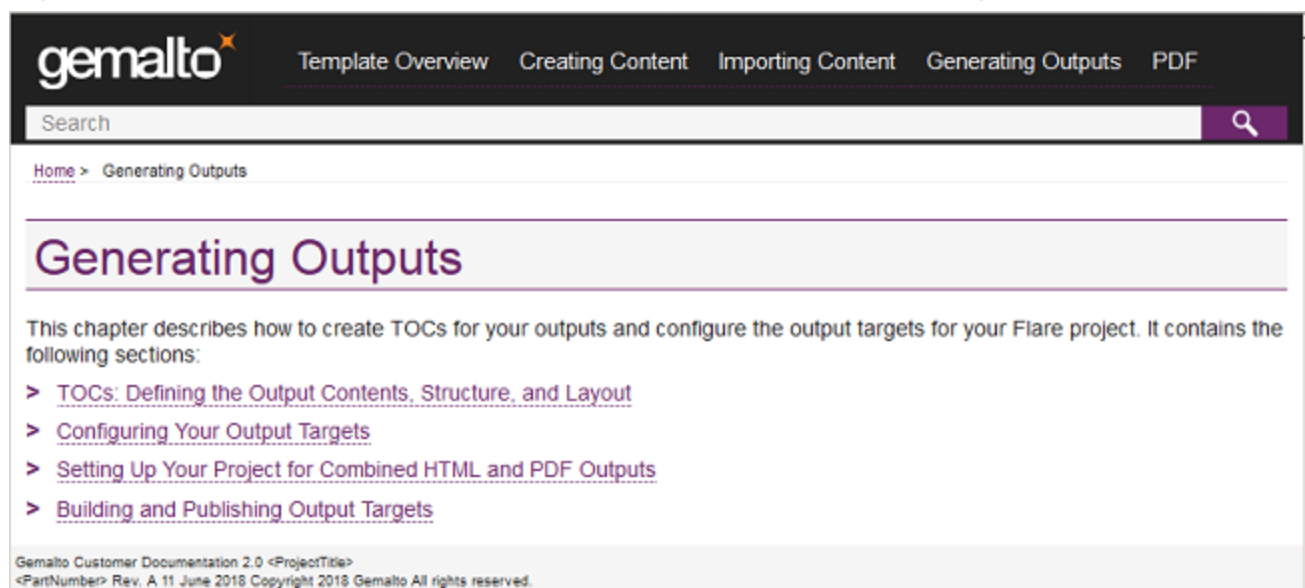 gemalto
Template Overview Creating Content Importing Content Generating Outputs PDF
Search
Home > Generating Outputs
Generating Outputs
This chapter describes how to create TOCs for your outputs and configure the output targets for your Flare project. It contains the
following sections:
> TOCs: Defining the Output Contents, Structure, and Layout
> Configuring Your Output Targets
> Setting Up Your Project for Combined HTML and PDF Outputs
> Building and Publishing Output Targets
Gemalto Customer Documentation 2.0 <ProjectTitle>
<PartNumber> Rev. A 11 June 2018 Copyright 2018 Gemalto All rights reserved.